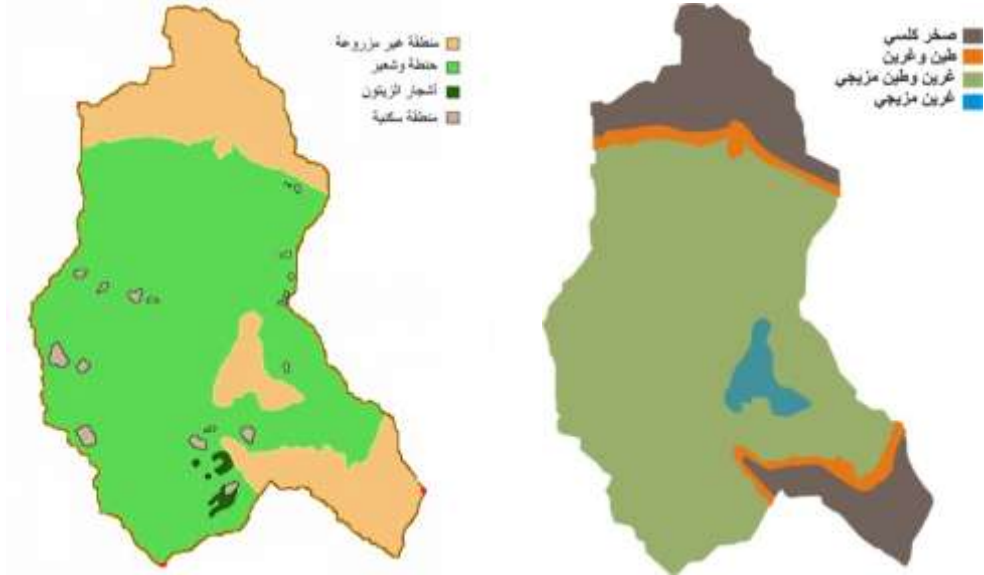 منطقة غير مزروعة
حنطة وشعير
أشجار الزيتون
منطقة سكنية
صخر كلسي
طين وغرين
غرين وطين مزيجي
غرين مزيجي